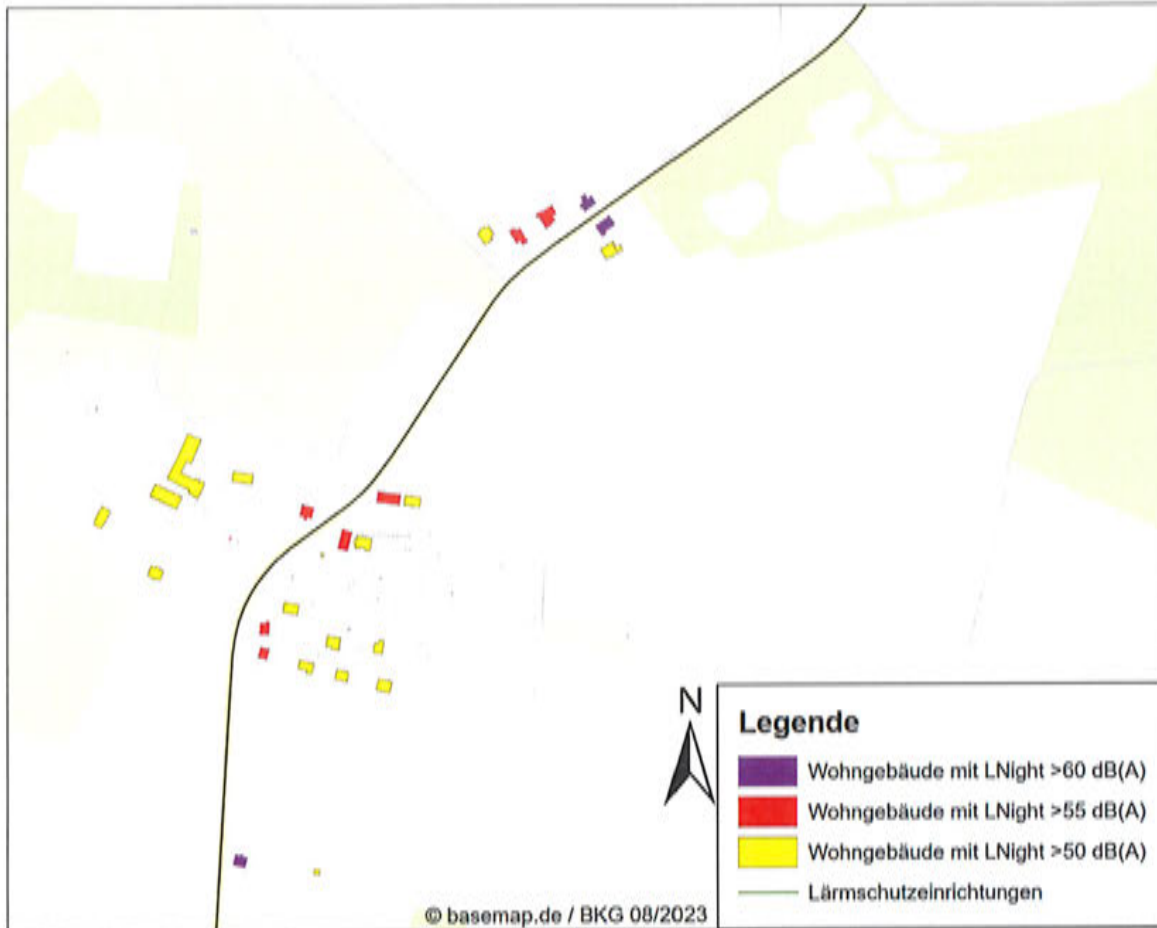 N
Legende
Wohngebäude mit LNight >60 dB(A)
Wohngebäude mit LNight >55 dB(A)
Wohngebäude mit LNight >50 dB(A)
Lärmschutzeinrichtungen
© basemap.de / BKG 08/2023